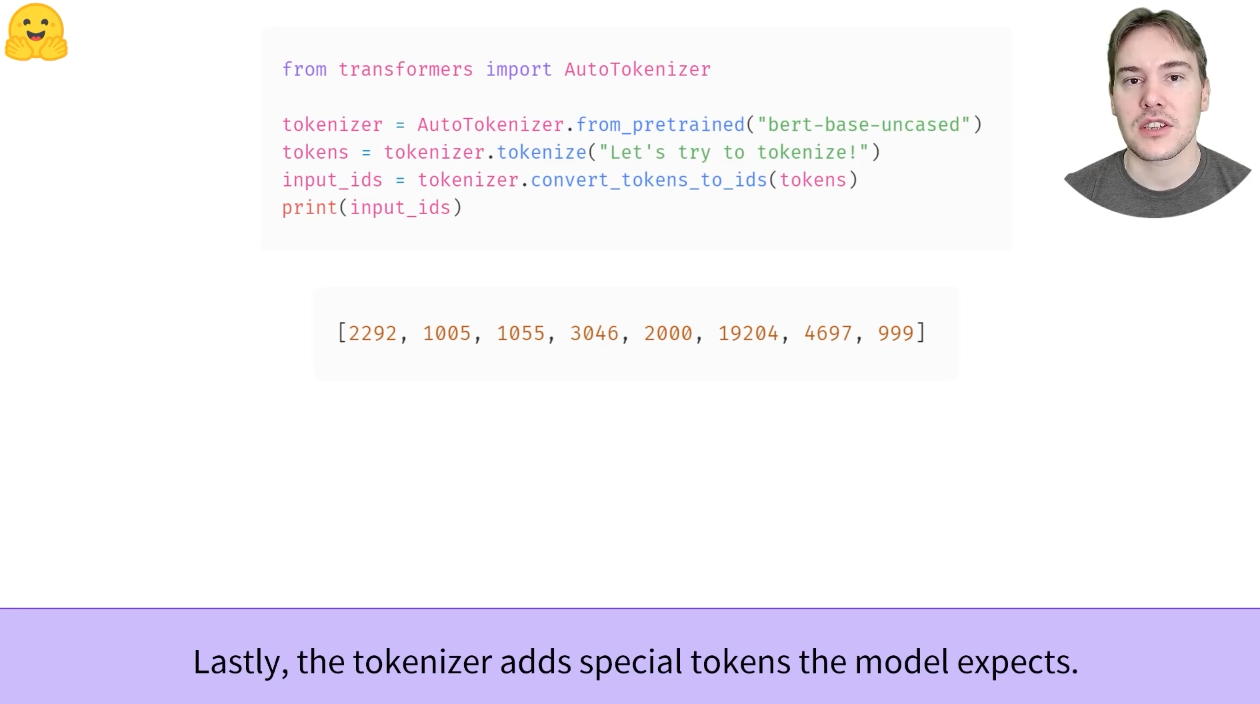 from transformers import AutoTokenizer
tokenizer = AutoTokenizer.from_pretrained("bert-base-uncased")
tokens = tokenizer.tokenize("Let's try to tokenize!")
input_ids = tokenizer.convert_tokens_to_ids(tokens)
print(input_ids)
[2292, 1005, 1055, 3046, 2000, 19204, 4697, 999]
Lastly, the tokenizer adds special tokens the model expects.